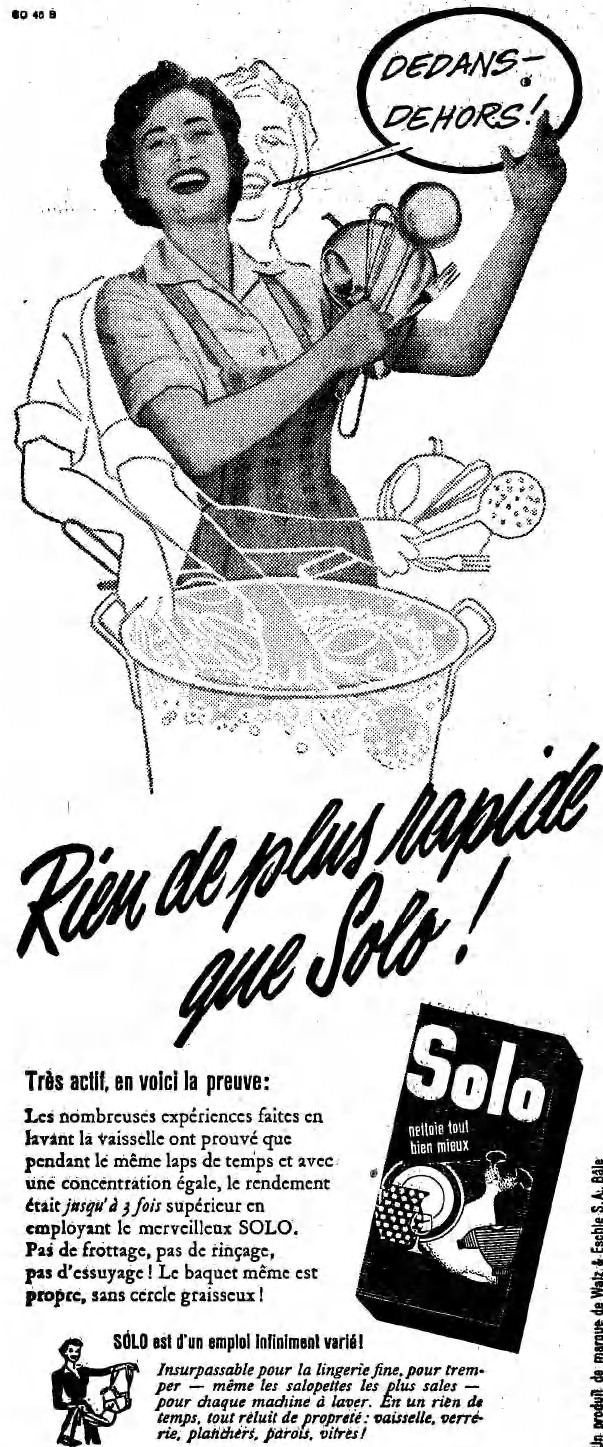 SO 46 B
DEDANS-
DEHORS!
Rien de plus rapide
que Solo!
Très actif, en voici la preuve:
Les nombreuses expériences faites en
lavant la vaisselle ont prouvé que
pendant le même laps de temps et avec
une concentration égale, le rendement
était jusqu'à 3 fois supérieur en
employant le merveilleux SOLO.
Pas de frottage, pas de rinçage,
pas d'essuyage! Le baquet même est
propre, sans cercle graisseux!
Solo
nettoie tout
bien mieux
Un produit de marque de Walz & Eschle S.A. Bâle
SOLO est d'un emploi infiniment varié!
Insurpassable pour la lingerie fine, pour trem-
per — même les salopettes les plus sales —
pour chaque machine à laver. En un rien de
temps, tout reluit de propreté: vaisselle, verre-
rie, planchers, parois, vitres!